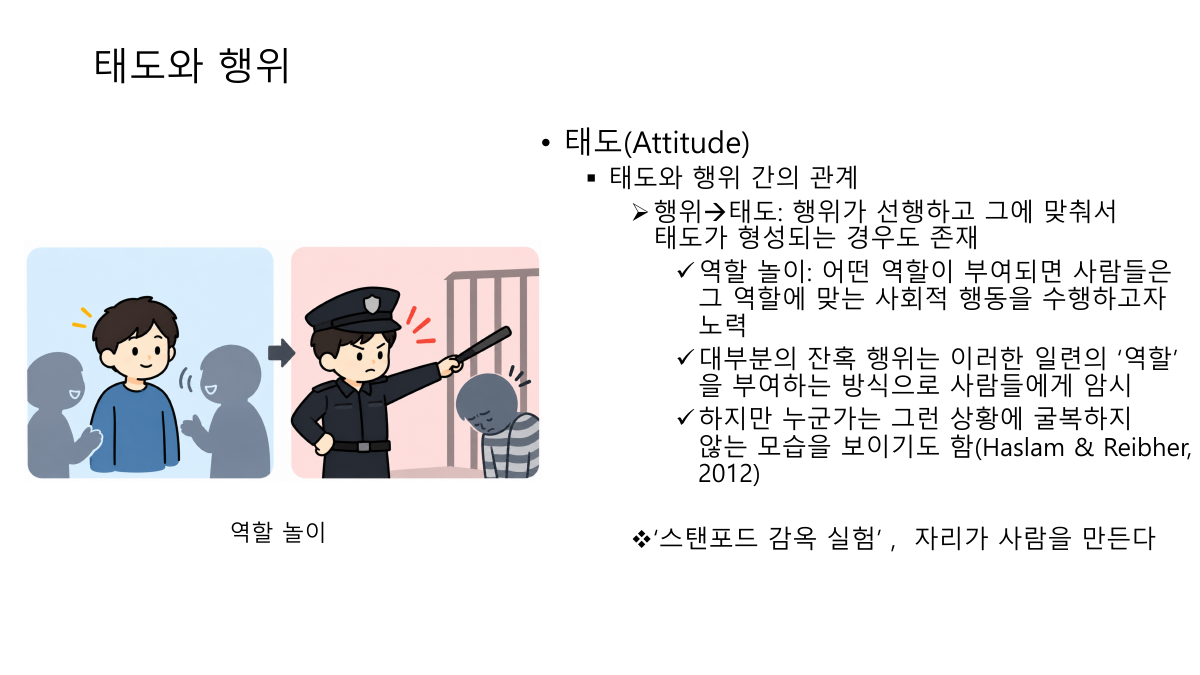 태도와 행위
• 태도(Attitude)
▪ 태도와 행위 간의 관계
➢ 행위→태도: 행위가 선행하고 그에 맞춰서
태도가 형성되는 경우도 존재
✓ 역할 놀이: 어떤 역할이 부여되면 사람들은
그 역할에 맞는 사회적 행동을 수행하고자
노력
✓ 대부분의 잔혹 행위는 이러한 일련의 ‘역할’
을 부여하는 방식으로 사람들에게 암시
✓ 하지만 누군가는 그런 상황에 굴복하지
않는 모습을 보이기도 함(Haslam & Reibher,
2012)
❖ ‘스탠포드 감옥 실험’ , 자리가 사람을 만든다
역할 놀이